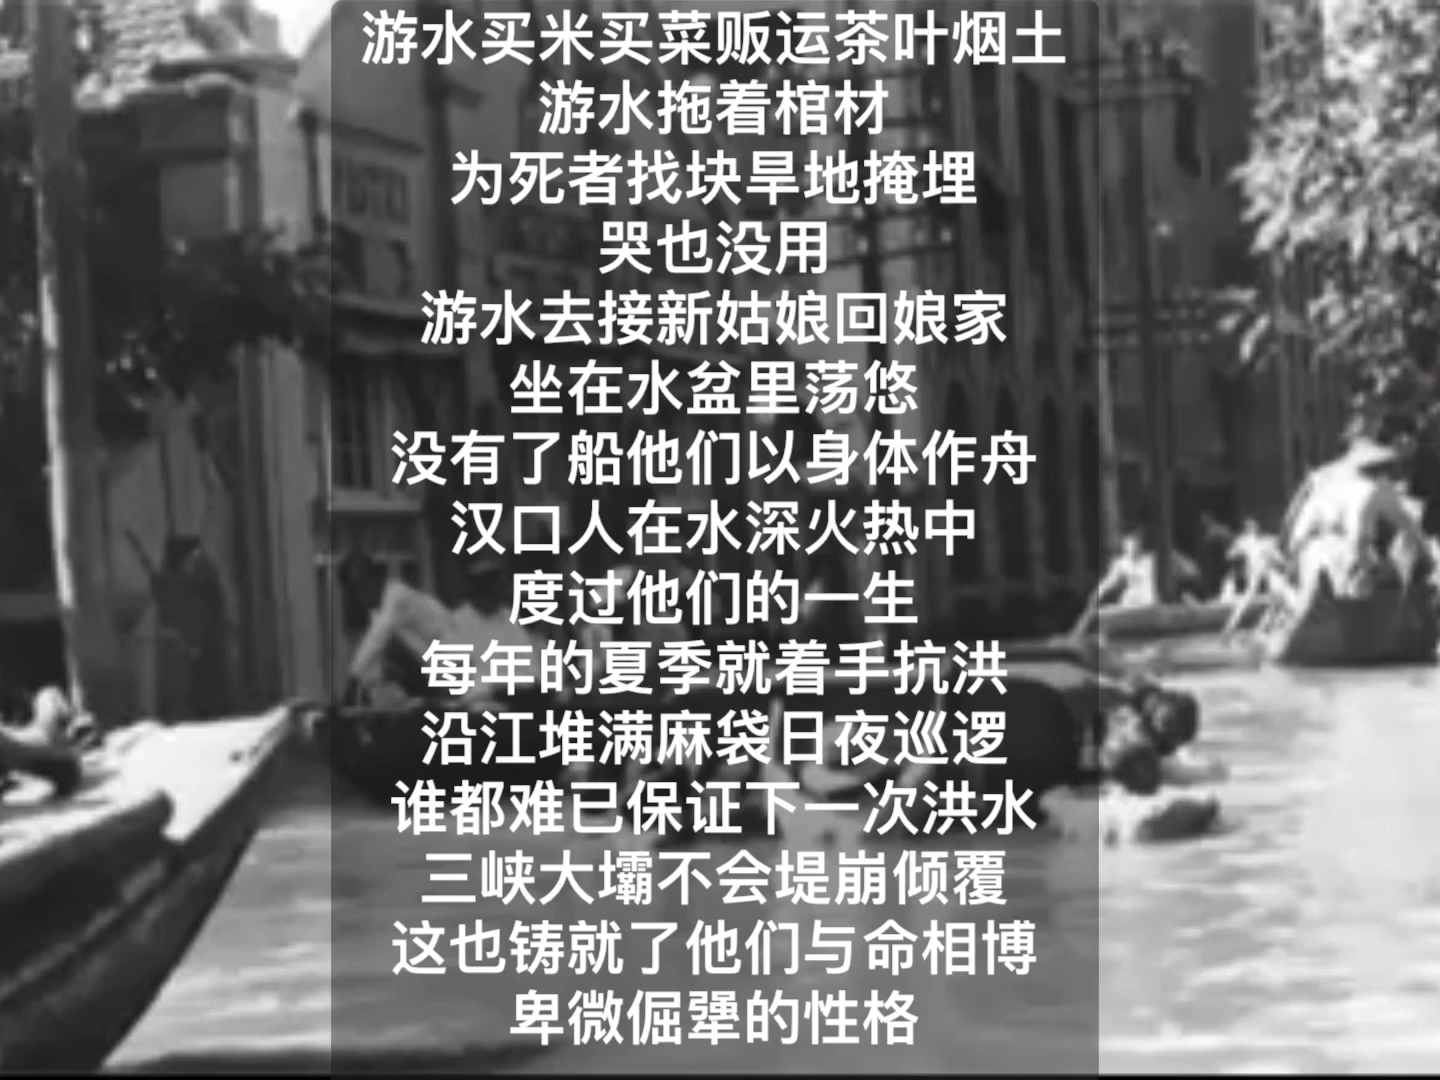 游水买米买菜贩运茶叶烟土
游水拖着棺材
为死者找块旱地掩埋
哭也没用
游水去接新姑娘回娘家
坐在水盆里荡悠
没有了船他们以身体作舟
汉口人在水深火热中
度过他们的一生
每年的夏季就着手抗洪
沿江堆满麻袋日夜巡逻
谁都难已保证下一次洪水
三峡大壩不会堤崩倾覆
这也铸就了他们与命相博
卑微倔犟的性格